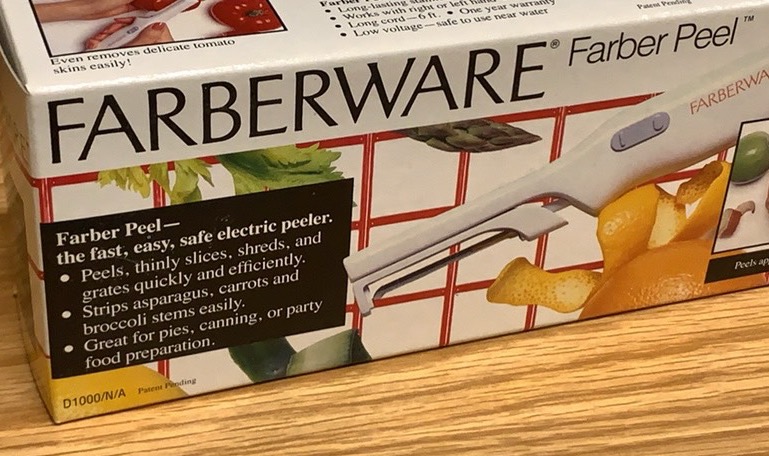 Even removes delicate tomato
skins easily!
Farber
• Long-lasting
• Works with right or left hand
• Long cord—6 ft. • One year warranty
• Low voltage—safe to use near water
Patent Pending
FARBERWARE® Farber Peel™
FARBERWA
Farber Peel—
the fast, easy, safe electric peeler.
• Peels, thinly slices, shreds, and
grates quickly and efficiently.
• Strips asparagus, carrots and
broccoli stems easily.
• Great for pies, canning, or party
food preparation.
Peels ap
D1000/N/A Patent Pending